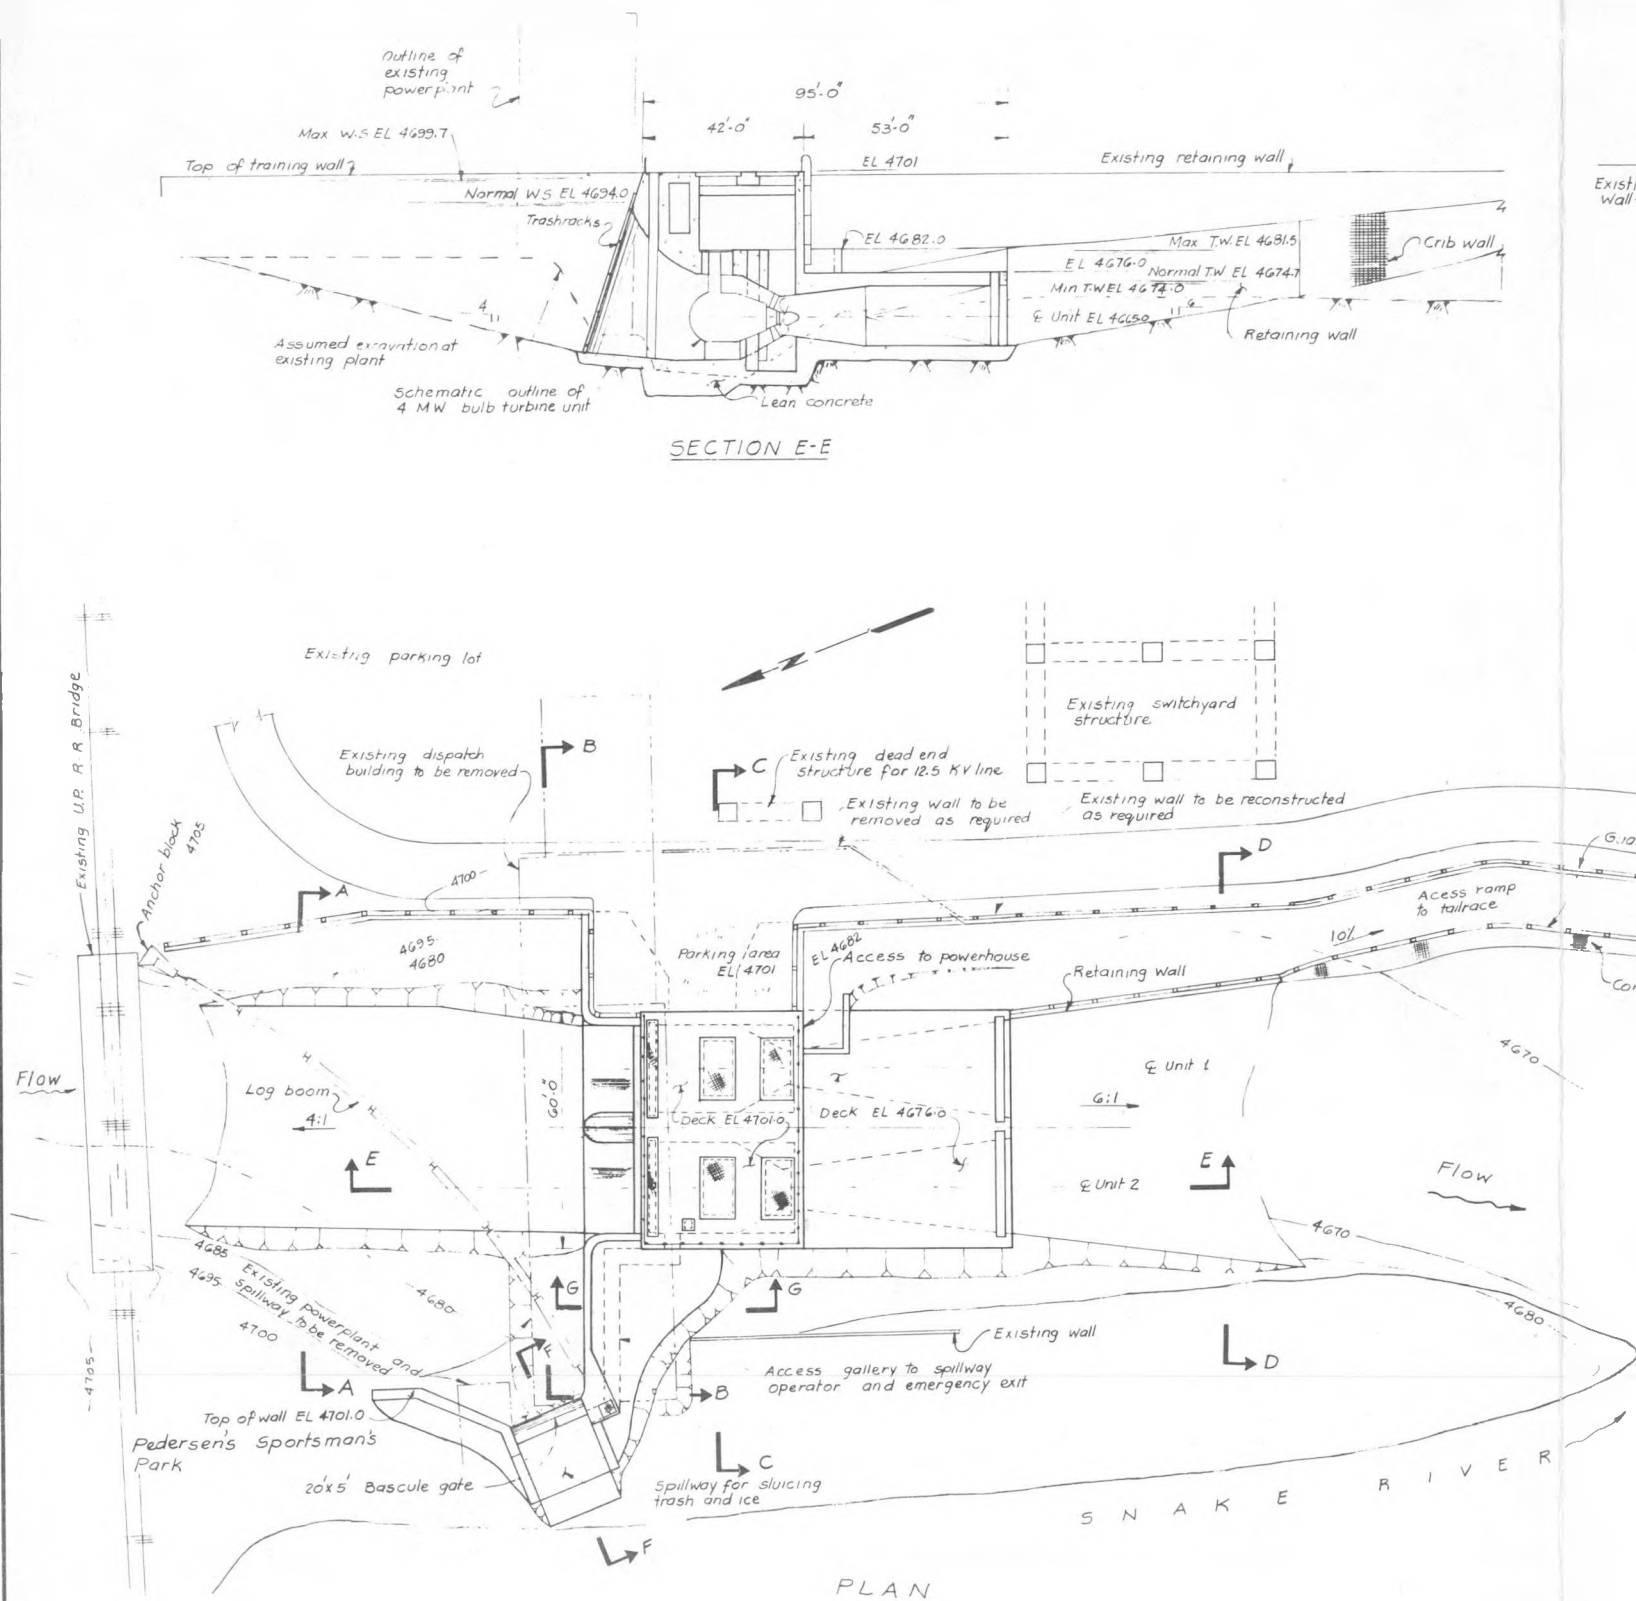 Outline of
existing
powerplant
95'-0"
42'-0"
53'-0"
Max W.S EL 4699.7
Top of training wall
EL 4701
Existing retaining wall
Normal W.S EL 4694.0
Trashracks
EL 4682.0
Max T.W. EL 4681.5
Crib wall
EL 4676.0
Normal T.W EL 4674.7
Min T.W EL 4674.0
℄ Unit EL 4665.0
Retaining wall
4
11
11
6
Assumed excavation at
existing plant
Schematic outline of
4 MW bulb turbine unit
Lean concrete
SECTION E-E
Wall
Existing parking lot
N
Existing switchyard
structure
Existing U.P. R.R. Bridge
Existing dispatch
building to be removed
B
C
Existing dead end
structure for 12.5 KV line
Existing wall to be
removed as required
Existing wall to be reconstructed
as required
Anchor block
4705
4700
A
D
Acess ramp
to tailrace
10%
4695
4680
Parking area
EL 4701
EL 4682
Access to powerhouse
Retaining Wall
4670
Flow
Log boom
4:1
60'-0"
Deck EL 4701.0
Deck EL 4676.0
℄ Unit 1
6:1
E
E
℄ Unit 2
Flow
4670
4685
4695
4700
4680
Existing powerplant and
spillway to be removed
G
G
4680
Existing wall
4705
A
F
B
D
Access gallery to spillway
operator and emergency exit
Top of wall EL 4701.0
Pedersen's Sportsman's
Park
20'x5' Bascule gate
C
Spillway for sluicing
trash and ice
F
SNAKE RIVER
PLAN